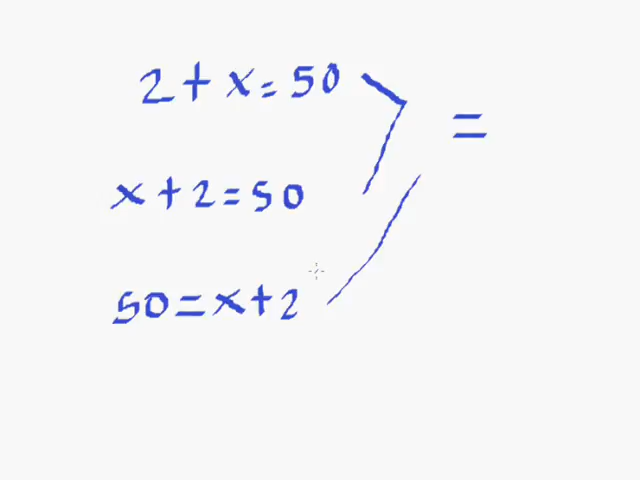 2 + x = 50
=
x + 2 = 50
50 = x + 2